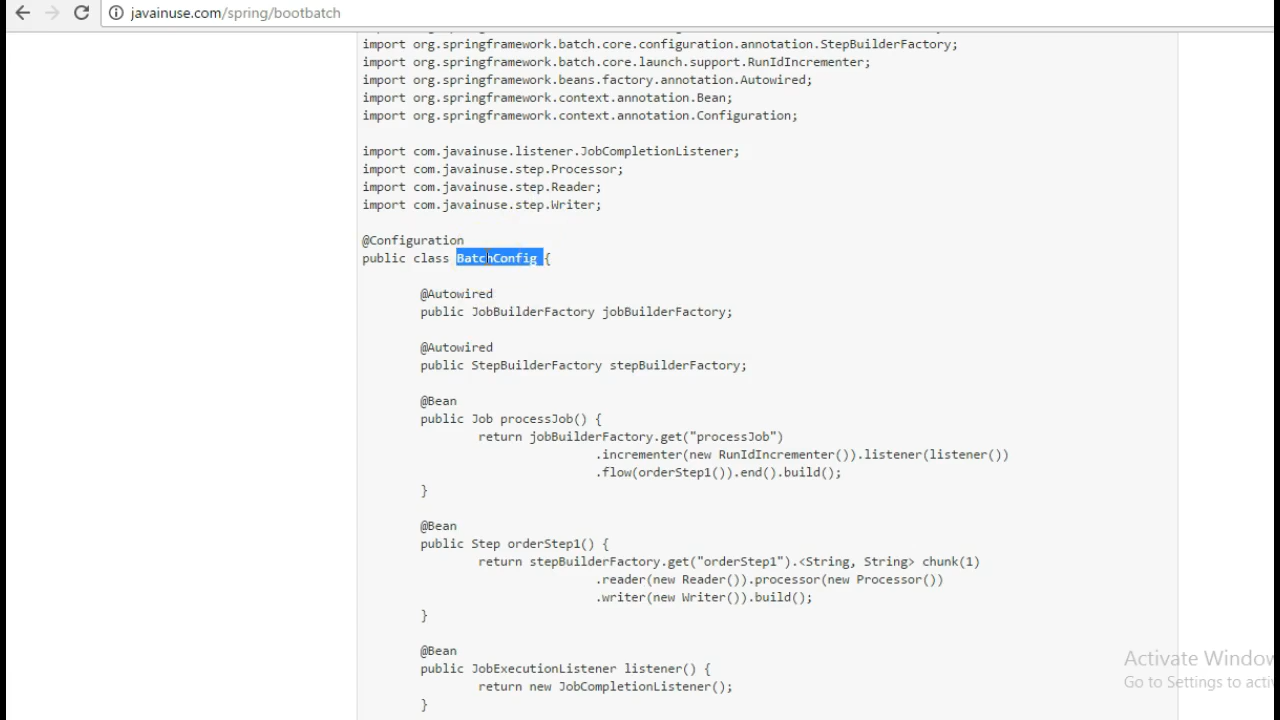 javainuse.com/spring/bootbatch
import org.springframework.batch.core.configuration.annotation.StepBuilderFactory;
import org.springframework.batch.core.launch.support.RunIdIncrementer;
import org.springframework.beans.factory.annotation.Autowired;
import org.springframework.context.annotation.Bean;
import org.springframework.context.annotation.Configuration;
import com.javainuse.listener.JobCompletionListener;
import com.javainuse.step.Processor;
import com.javainuse.step.Reader;
import com.javainuse.step.Writer;
@Configuration
public class BatchConfig {
@Autowired
public JobBuilderFactory jobBuilderFactory;
@Autowired
public StepBuilderFactory stepBuilderFactory;
@Bean
public Job processJob() {
return jobBuilderFactory.get("processJob")
.incrementer(new RunIdIncrementer()).listener(listener())
.flow(orderStep1()).end().build();
}
@Bean
public Step orderStep1() {
return stepBuilderFactory.get("orderStep1").<String, String> chunk(1)
.reader(new Reader()).processor(new Processor())
.writer(new Writer()).build();
}
@Bean
public JobExecutionListener listener() {
return new JobCompletionListener();
}
Activate Window
Go to Settings to acti